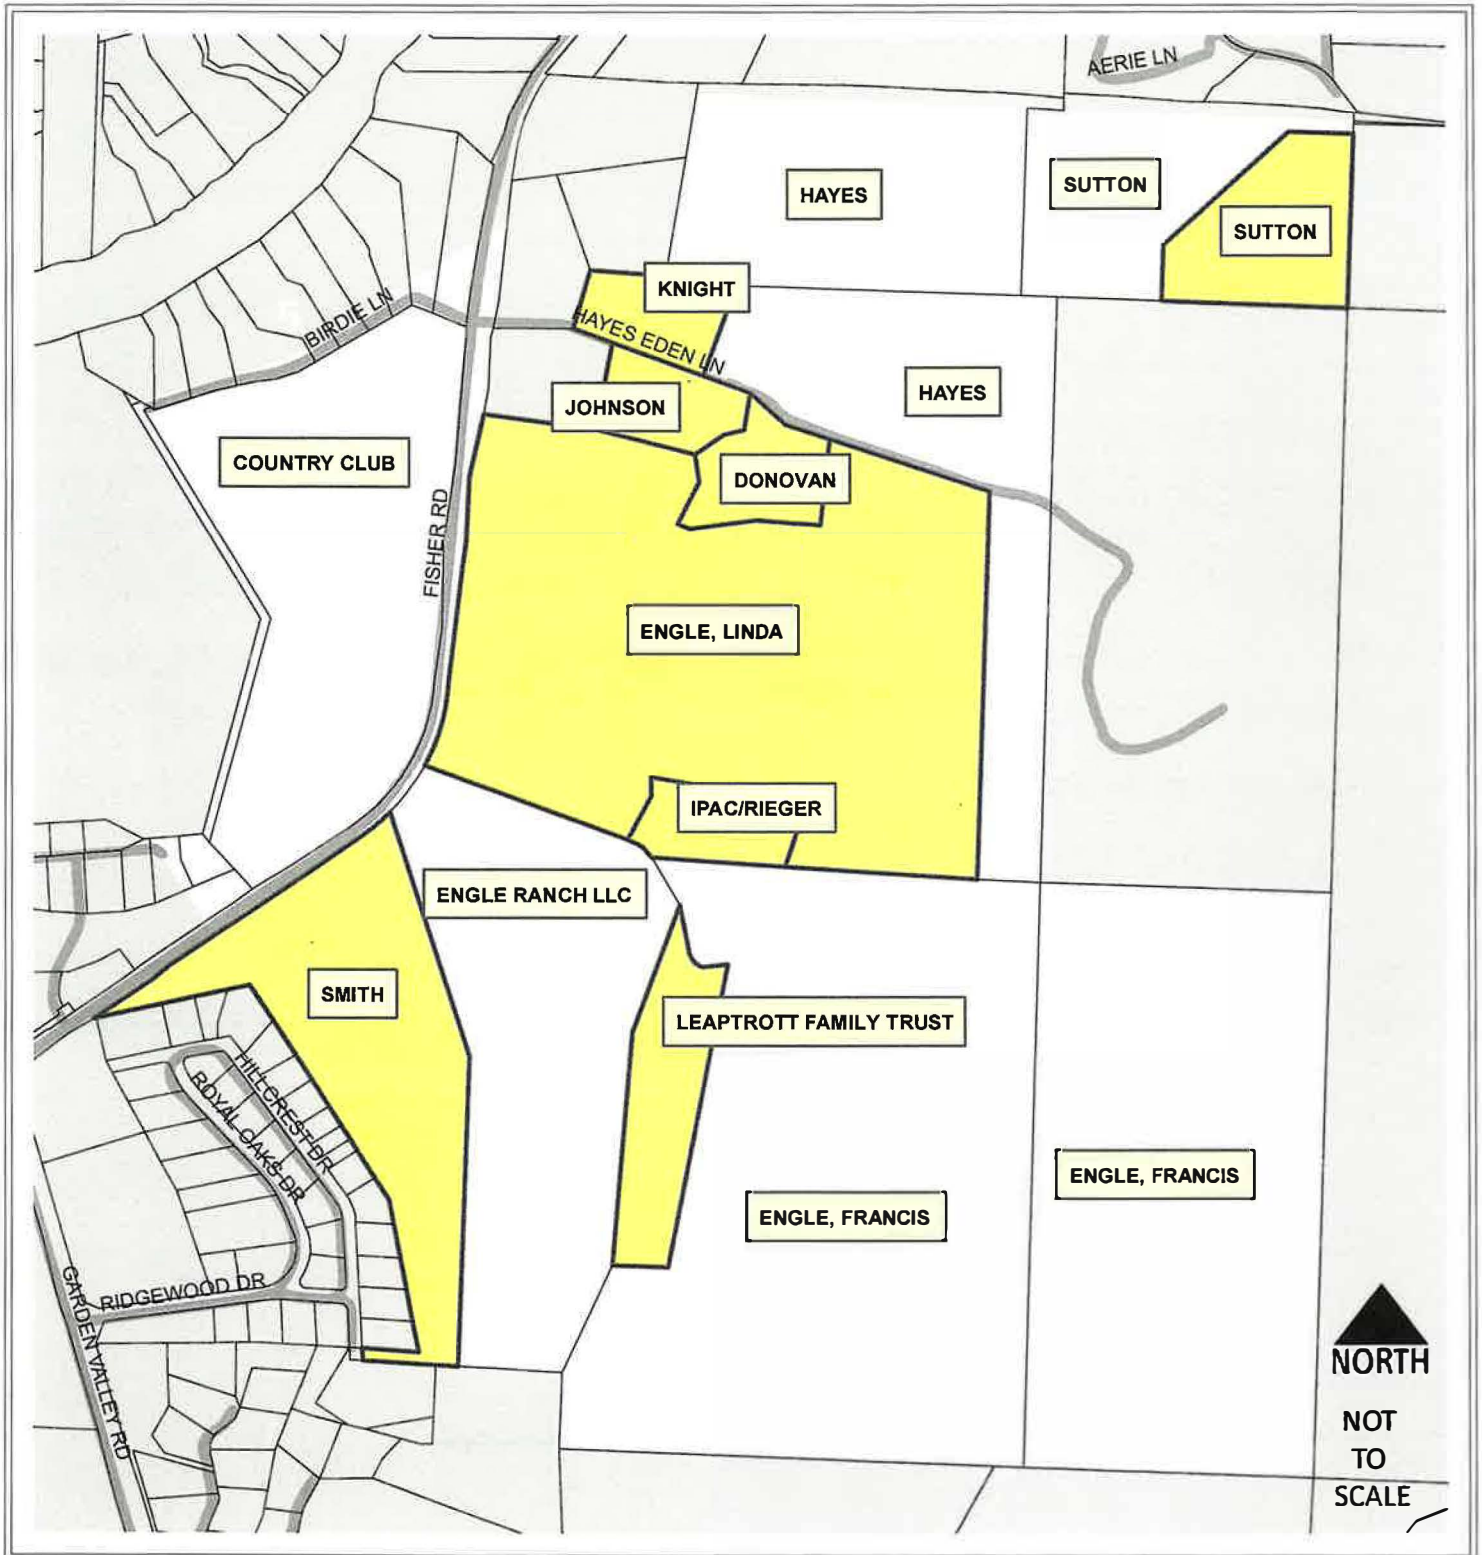 AERIE LN
HAYES
SUTTON
SUTTON
KNIGHT
BIRDIE LN
HAYES EDEN LN
HAYES
JOHNSON
COUNTRY CLUB
DONOVAN
FISHER RD
ENGLE, LINDA
IPAC/RIEGER
ENGLE RANCH LLC
SMITH
LEAPTROTT FAMILY TRUST
HILLCREST DR
ROYAL OAKS DR
ENGLE, FRANCIS
ENGLE, FRANCIS
RIDGEWOOD DR
GARDEN VALLEY RD
NORTH
NOT
TO
SCALE